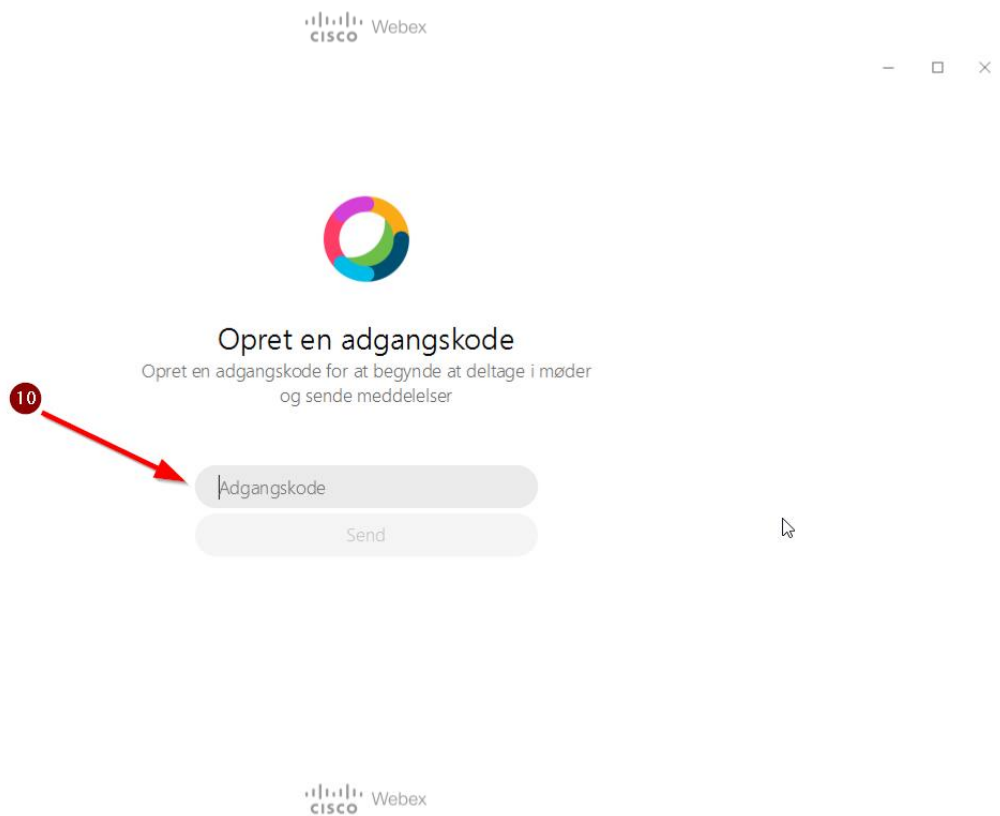 CISCO Webex
Opret en adgangskode
Opret en adgangskode for at begynde at deltage i møder
og sende meddelelser
10
Adgangskode
Send
CISCO Webex